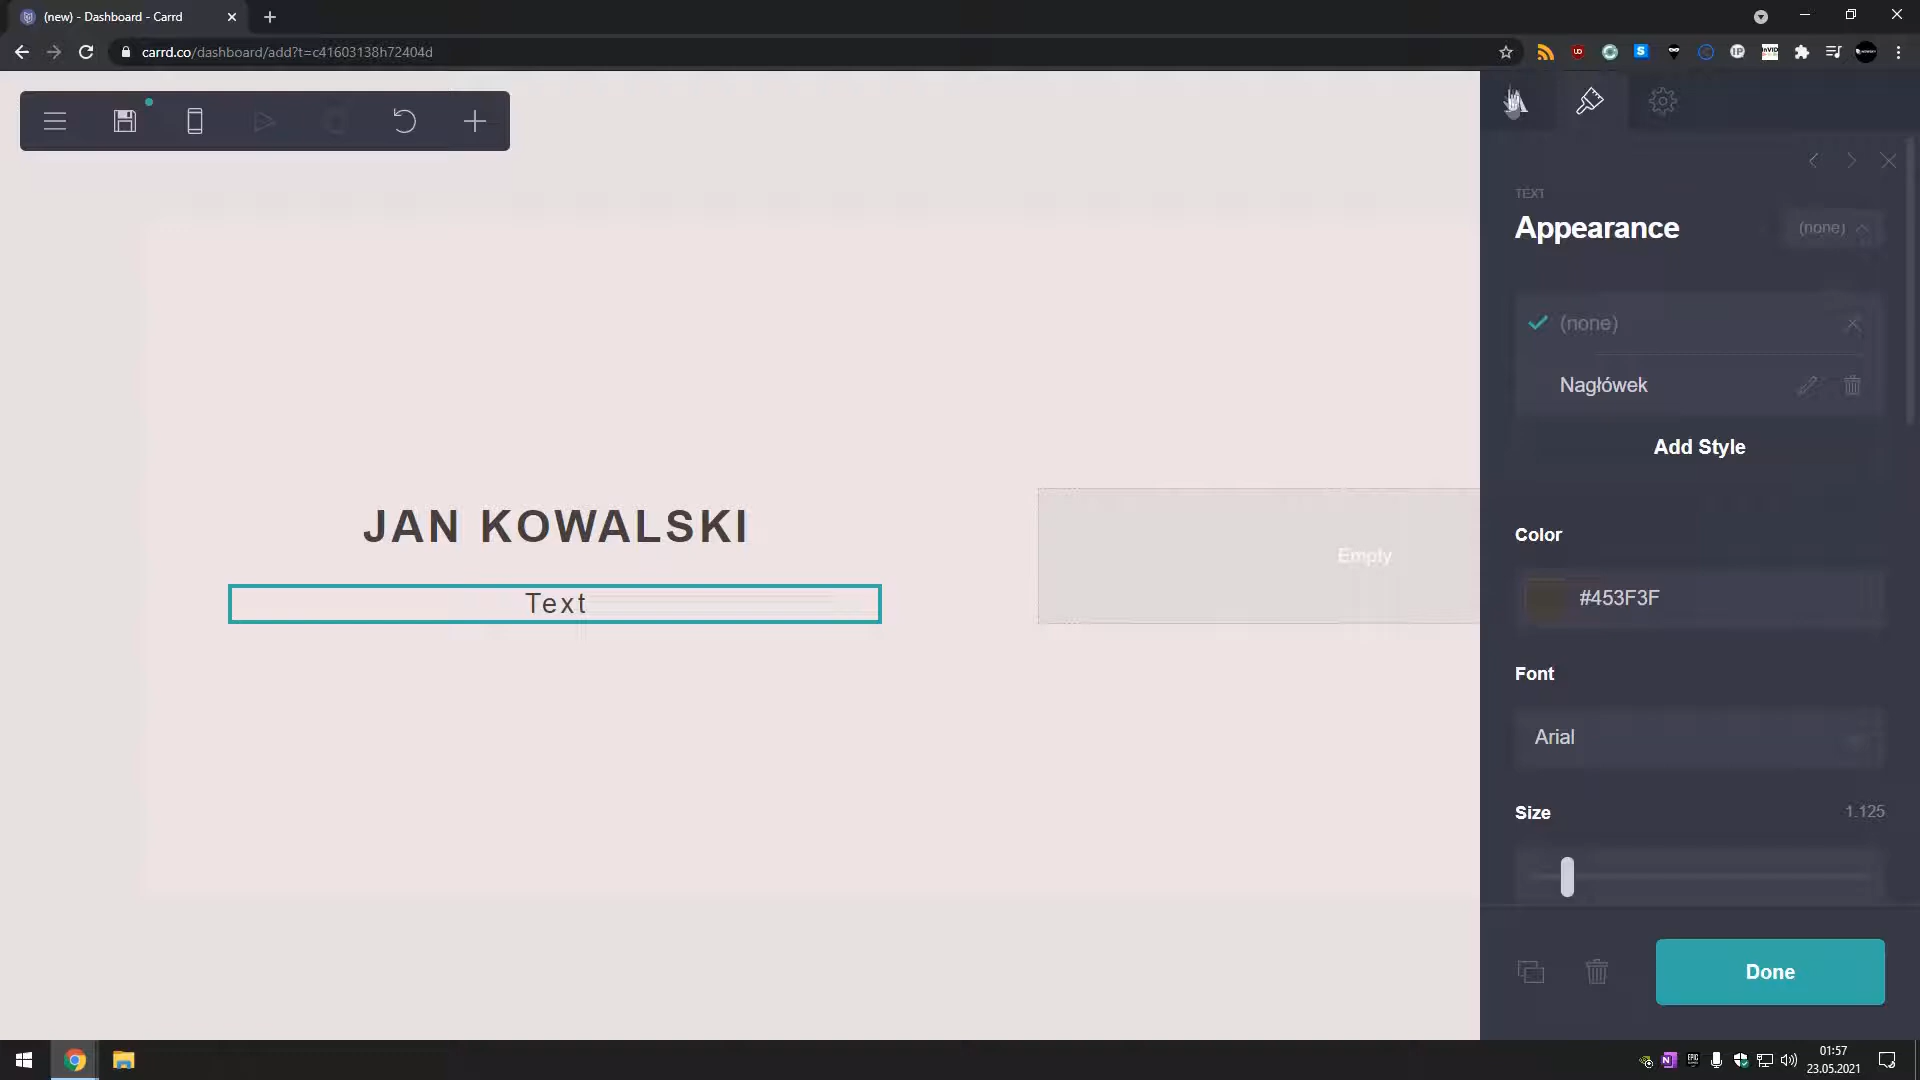 (new) - Dashboard - Carrd
carrd.co/dashboard/add?t=c41603138h72404d
TEXT
Appearance
(none)
(none)
Nagłówek
Add Style
Color
#453F3F
Font
Arial
Size
1.125
JAN KOWALSKI
Text
Empty
Done
01:57
23.05.2021